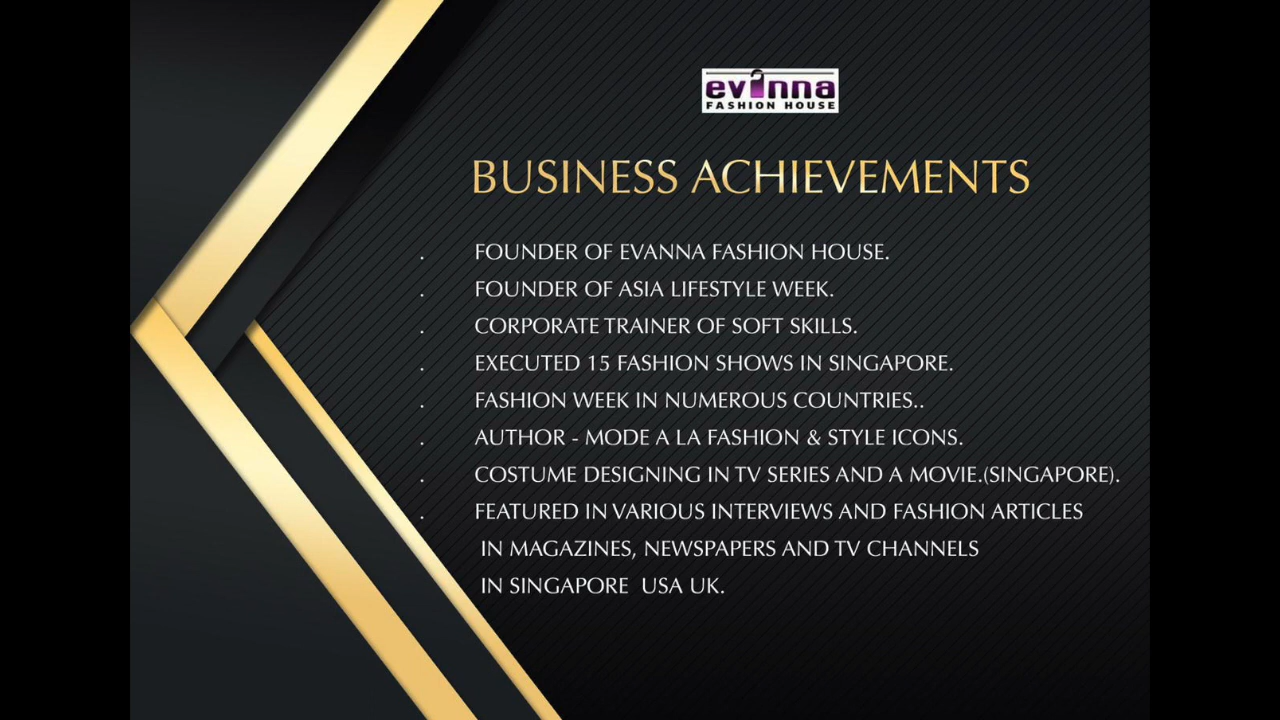 evinna
FASHION HOUSE
BUSINESS ACHIEVEMENTS
. FOUNDER OF EVANNA FASHION HOUSE.
. FOUNDER OF ASIA LIFESTYLE WEEK.
. CORPORATE TRAINER OF SOFT SKILLS.
. EXECUTED 15 FASHION SHOWS IN SINGAPORE.
. FASHION WEEK IN NUMEROUS COUNTRIES..
. AUTHOR - MODE A LA FASHION & STYLE ICONS.
. COSTUME DESIGNING IN TV SERIES AND A MOVIE.(SINGAPORE).
. FEATURED IN VARIOUS INTERVIEWS AND FASHION ARTICLES
IN MAGAZINES, NEWSPAPERS AND TV CHANNELS
IN SINGAPORE USA UK.